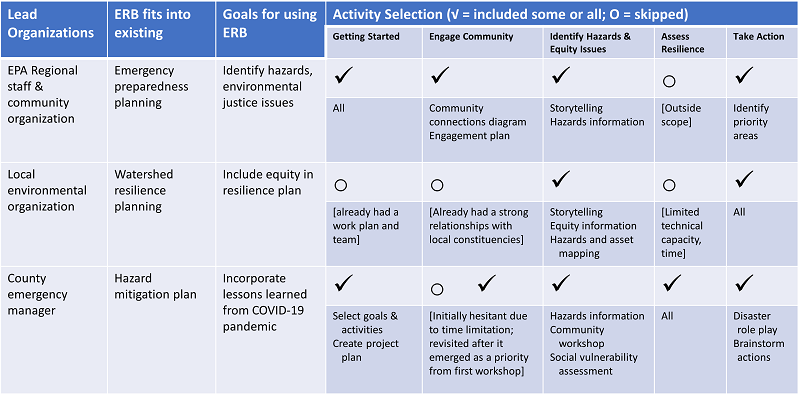 Lead
Organizations
ERB fits into
existing
Goals for using
ERB
Activity Selection (√ = included some or all; O = skipped)
Getting Started
Engage Community
Identify Hazards &
Equity Issues
Assess
Resilience
Take Action
EPA Regional
staff &
community
organization
Emergency
preparedness
planning
Identify hazards,
environmental
justice issues
✓
✓
✓
○
✓
All
Community
connections diagram
Engagement plan
Storytelling
Hazards information
[Outside
scope]
Identify
priority
areas
Local
environmental
organization
Watershed
resilience
planning
Include equity in
resilience plan
○
○
✓
○
✓
[already had a
work plan and
team]
[Already had a strong
relationships with
local constituencies]
Storytelling
Equity information
Hazards and asset
mapping
[Limited
technical
capacity,
time]
All
County
emergency
manager
Hazard
mitigation plan
Incorporate
lessons learned
from COVID-19
pandemic
✓
○ ✓
✓
✓
✓
Select goals &
activities
Create project
plan
[Initially hesitant due
to time limitation;
revisited after it
emerged as a priority
from first workshop]
Hazards information
Community
workshop
Social vulnerability
assessment
All
Disaster
role play
Brainstorm
actions